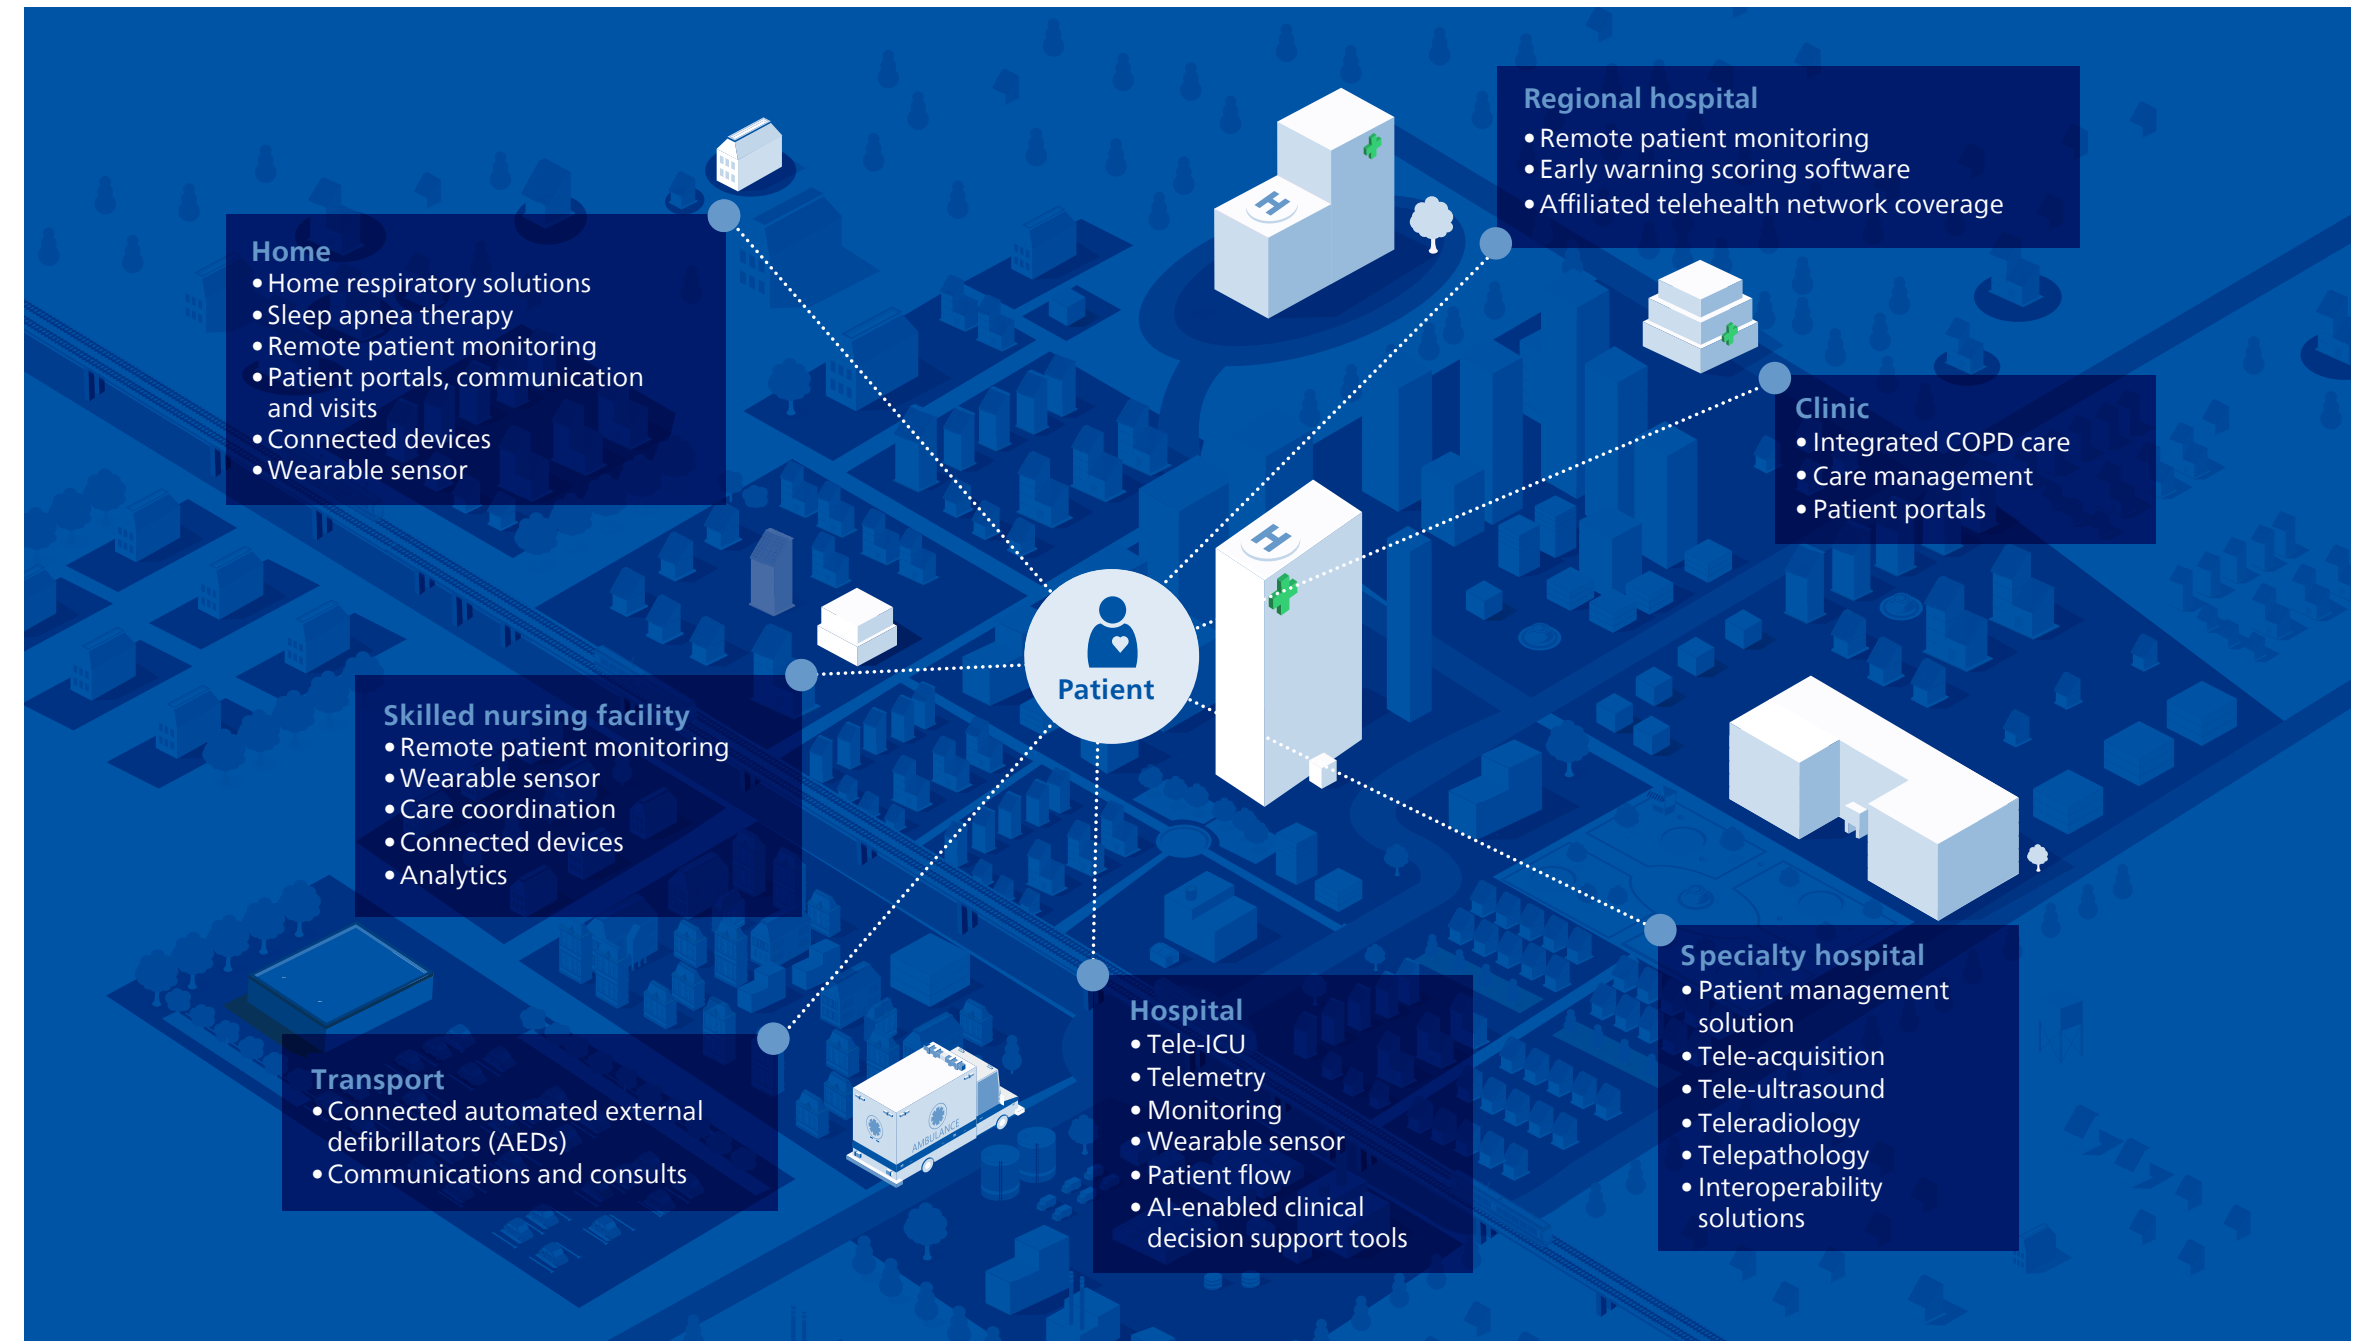 Regional hospital
• Remote patient monitoring
• Early warning scoring software
• Affiliated telehealth network coverage
Home
• Home respiratory solutions
• Sleep apnea therapy
• Remote patient monitoring
• Patient portals, communication
and visits
• Connected devices
• Wearable sensor
Clinic
• Integrated COPD care
• Care management
• Patient portals
H
H
Patient
Skilled nursing facility
• Remote patient monitoring
• Wearable sensor
• Care coordination
• Connected devices
• Analytics
Specialty hospital
• Patient management
solution
• Tele-acquisition
• Tele-ultrasound
• Teleradiology
• Telepathology
• Interoperability
solutions
Hospital
• Tele-ICU
• Telemetry
• Monitoring
• Wearable sensor
• Patient flow
• AI-enabled clinical
decision support tools
Transport
• Connected automated external
defibrillators (AEDs)
• Communications and consults
AMBULANCE